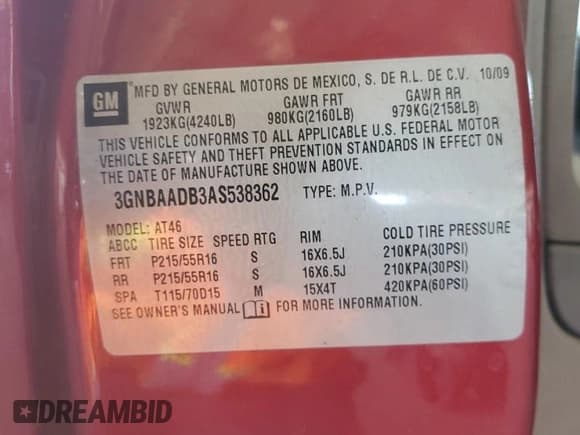 GM
MFD BY GENERAL MOTORS DE MEXICO, S. DE R.L. DE C.V. 10/09
GVWR GAWR FRT GAWR RR
1923KG(4240LB) 980KG(2160LB) 979KG(2158LB)
THIS VEHICLE CONFORMS TO ALL APPLICABLE U.S. FEDERAL MOTOR
VEHICLE SAFETY AND THEFT PREVENTION STANDARDS IN EFFECT ON
THE DATE OF MANUFACTURE SHOWN ABOVE.
3GNBAADB3AS538362 TYPE: M.P.V.
MODEL: AT46
ABCC TIRE SIZE SPEED RTG RIM COLD TIRE PRESSURE
FRT P215/55R16 S 16X6.5J 210KPA(30PSI)
RR P215/55R16 S 16X6.5J 210KPA(30PSI)
SPA T115/70D15 M 15X4T 420KPA(60PSI)
SEE OWNER'S MANUAL i FOR MORE INFORMATION.
DREAMBID